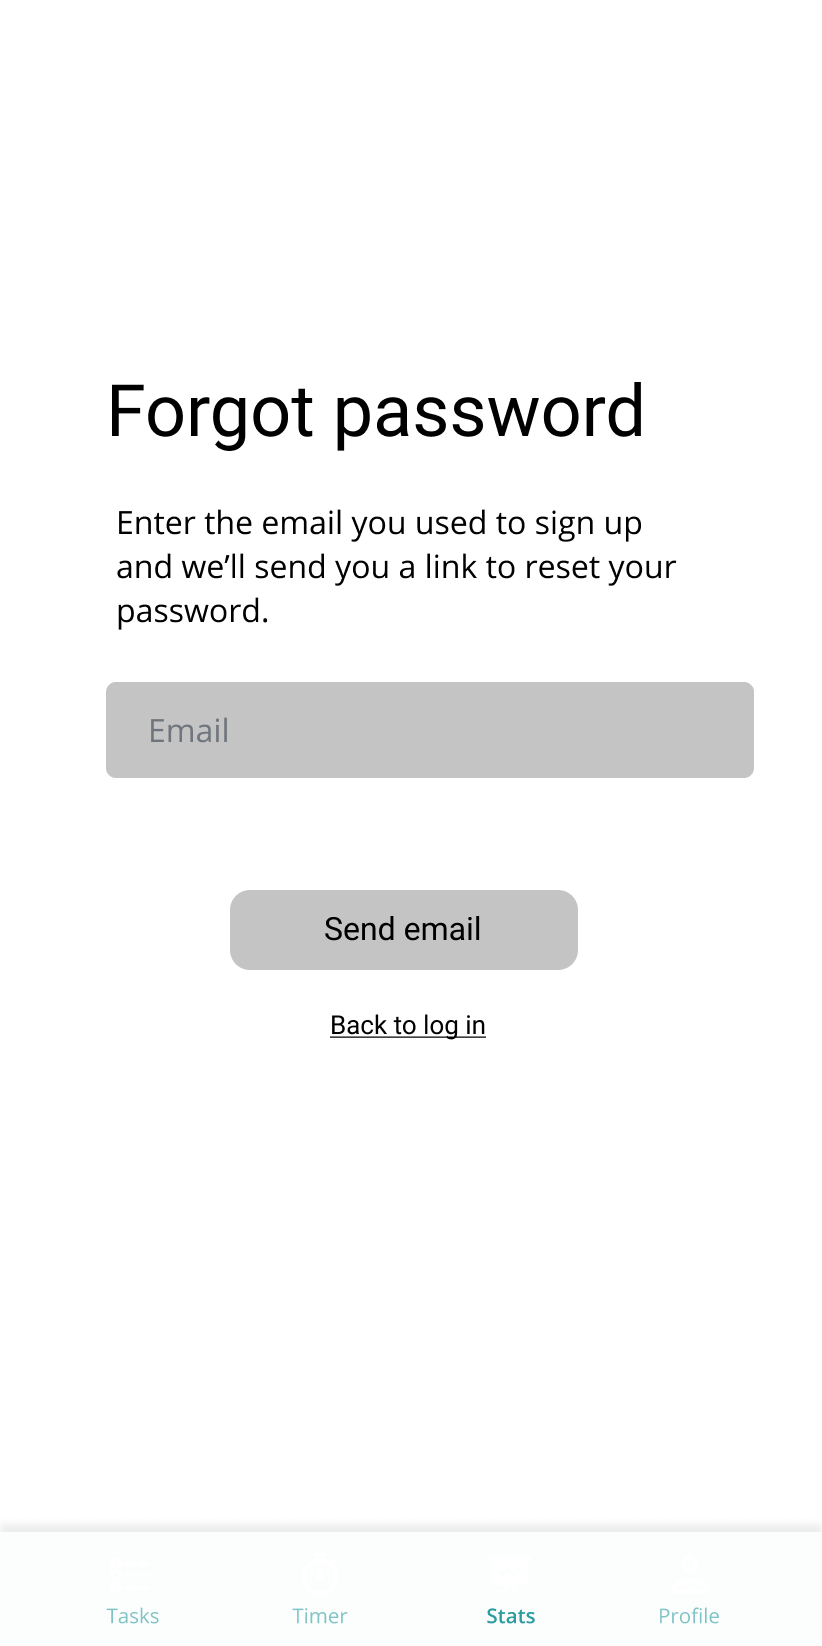 Forgot password
Enter the email you used to sign up
and we’ll send you a link to reset your
password.
Email
Send email
Back to log in
Tasks Timer Stats Profile